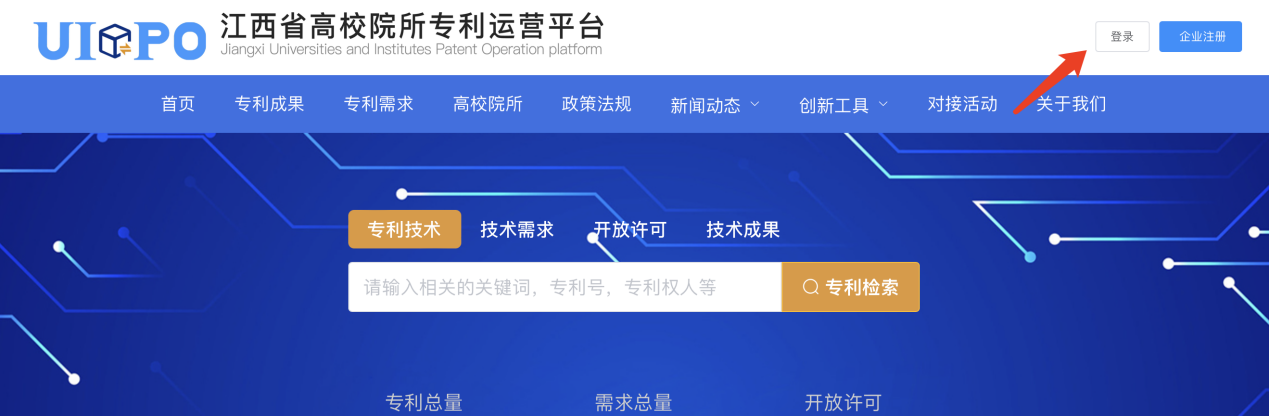 UIPO 江西省高校院所专利运营平台
Jiangxi Universities and Institutes Patent Operation platform
登录 企业注册
首页 专利成果 专利需求 高校院所 政策法规 新闻动态 创新工具 对接活动 关于我们
专利技术 技术需求 开放许可 技术成果
请输入相关的关键词，专利号，专利权人等 专利检索
专利总量 需求总量 开放许可